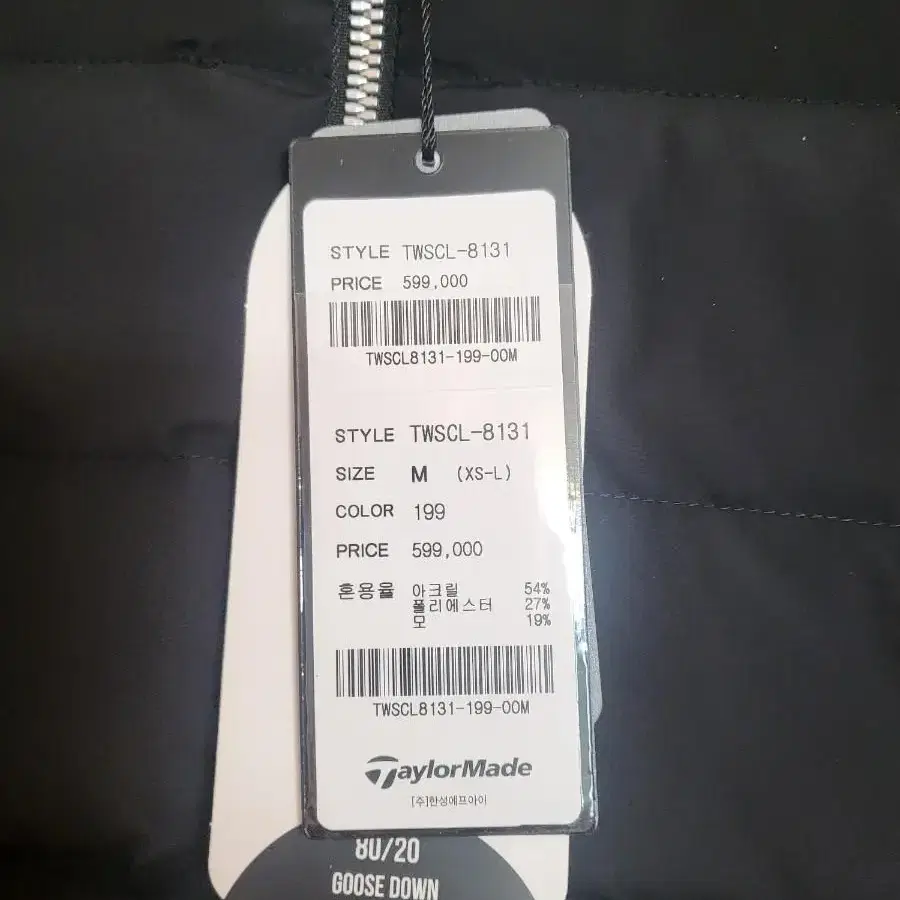 STYLE TWSCL-8131
PRICE 599,000
TWSCL8131-199-00M
STYLE TWSCL-8131
SIZE M (XS-L)
COLOR 199
PRICE 599,000
혼용율 아크릴 54%
폴리에스터 27%
모 19%
TWSCL8131-199-00M
TaylorMade
[주]한성에프아이
80/20
GOOSE DOWN